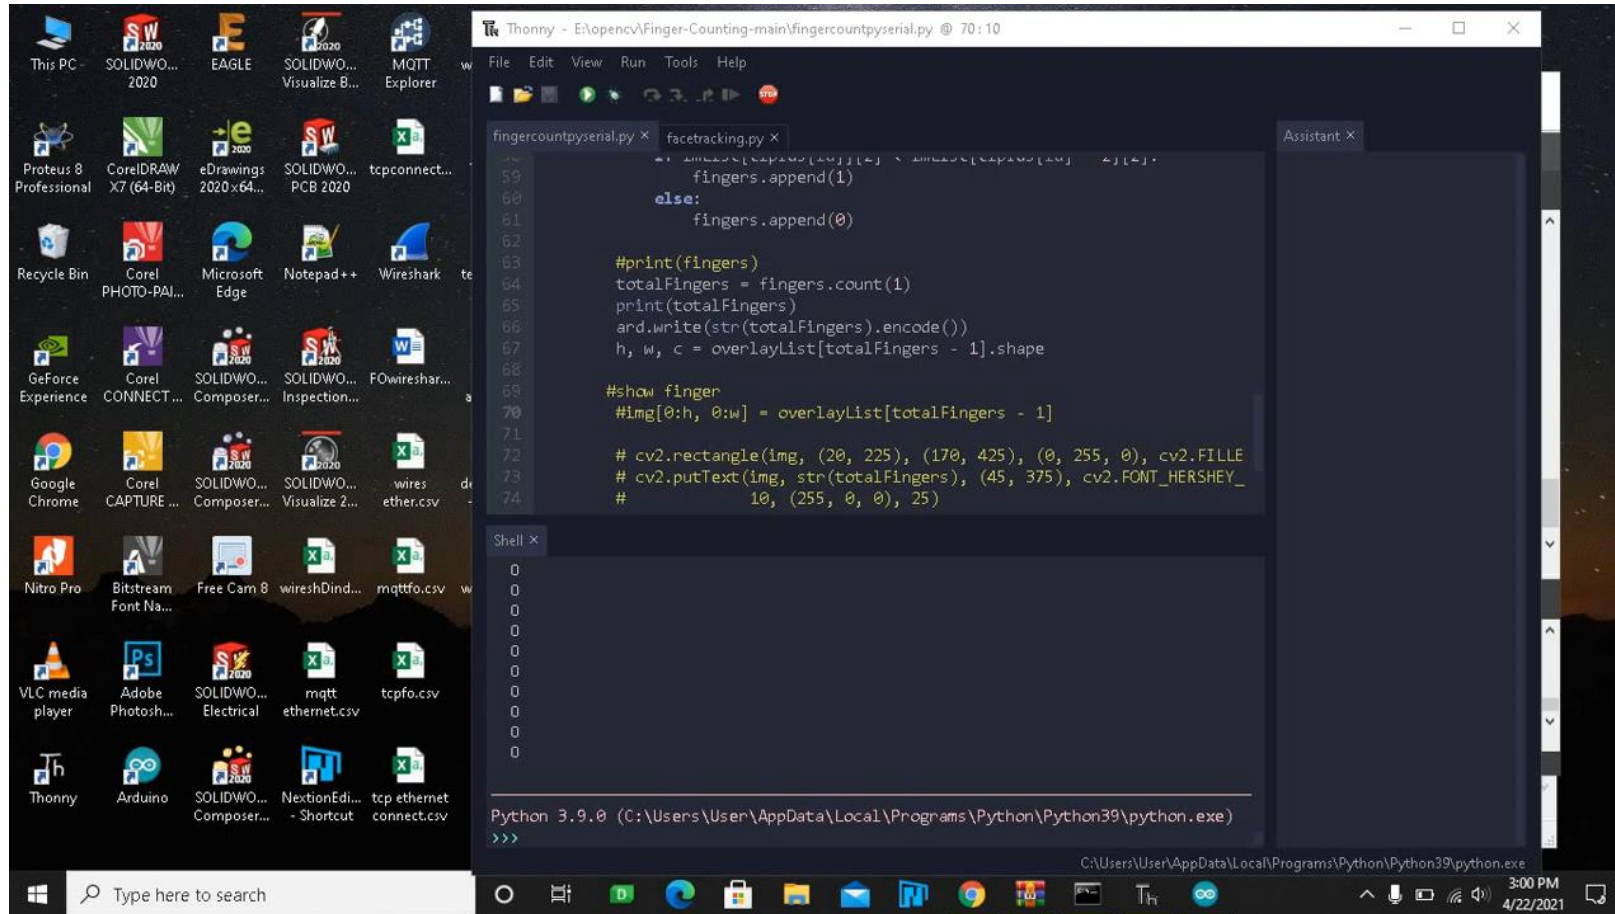 This PC
SOLIDWO...
2020
EAGLE
SOLIDWO...
Visualize B...
MQTT
Explorer
Proteus 8
Professional
CorelDRAW
X7 (64-Bit)
eDrawings
2020 x64...
SOLIDWO...
PCB 2020
tcpconnect...
Recycle Bin
Corel
PHOTO-PAI...
Microsoft
Edge
Notepad++
Wireshark
GeForce
Experience
Corel
CONNECT ...
SOLIDWO...
Composer...
SOLIDWO...
Inspection...
FOwireshar...
Google
Chrome
Corel
CAPTURE ...
SOLIDWO...
Composer...
SOLIDWO...
Visualize 2...
wires
ether.csv
Nitro Pro
Bitstream
Font Na...
Free Cam 8
wireshDind...
mqttfo.csv
VLC media
player
Adobe
Photosh...
SOLIDWO...
Electrical
mqtt
ethernet.csv
tcpfo.csv
Thonny
Arduino
SOLIDWO...
Composer...
NextionEdi...
- Shortcut
tcp ethernet
connect.csv
Thonny - E:\opencv\Finger-Counting-main\fingercountpyserial.py @ 70:10
File Edit View Run Tools Help
fingercountpyserial.py × facetracking.py ×
59 fingers.append(1)
60 else:
61 fingers.append(0)
62
63 #print(fingers)
64 totalFingers = fingers.count(1)
65 print(totalFingers)
66 ard.write(str(totalFingers).encode())
67 h, w, c = overlayList[totalFingers - 1].shape
68
69 #show finger
70 #img[0:h, 0:w] = overlayList[totalFingers - 1]
71
72 # cv2.rectangle(img, (20, 225), (170, 425), (0, 255, 0), cv2.FILLE
73 # cv2.putText(img, str(totalFingers), (45, 375), cv2.FONT_HERSHEY_
74 # 10, (255, 0, 0), 25)
Assistant ×
Shell ×
0
0
0
0
0
0
0
0
0
0
Python 3.9.0 (C:\Users\User\AppData\Local\Programs\Python\Python39\python.exe)
>>>
C:\Users\User\AppData\Local\Programs\Python\Python39\python.exe
Type here to search
3:00 PM
4/22/2021